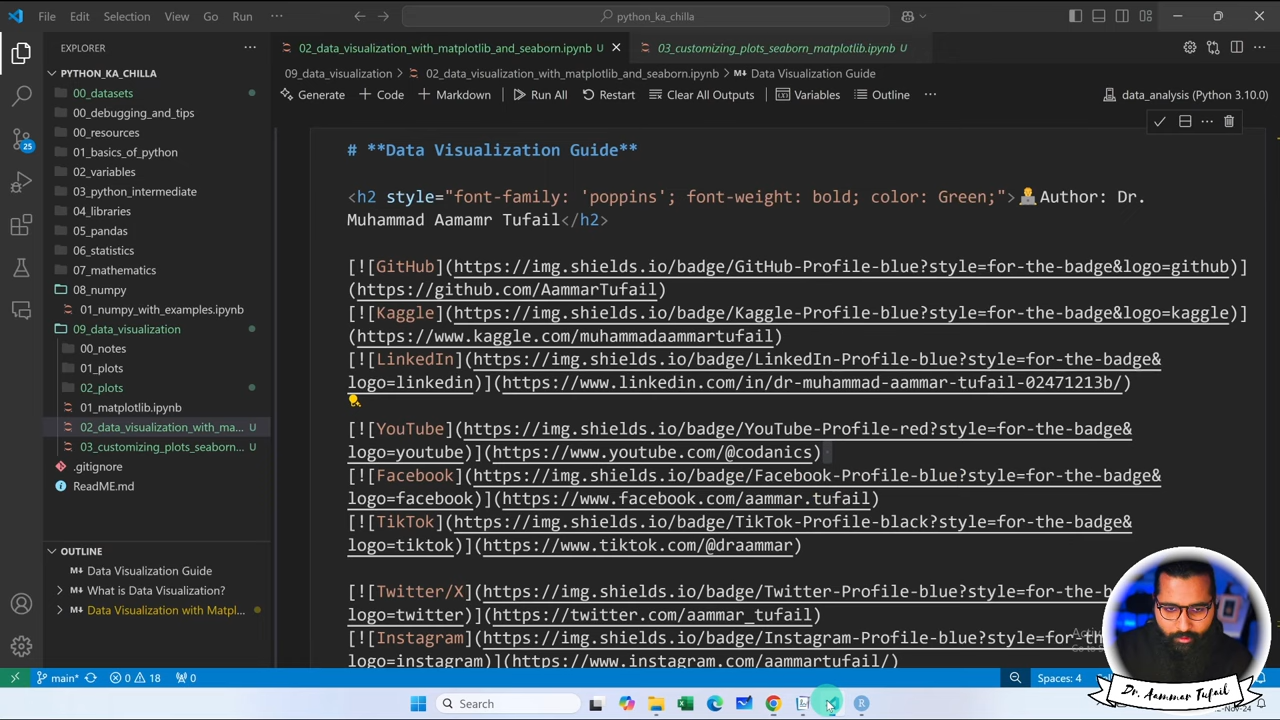 File Edit Selection View Go Run ··· python_ka_chilla
EXPLORER
PYTHON_KA_CHILLA
00_datasets
00_debugging_and_tips
00_resources
01_basics_of_python
02_variables
03_python_intermediate
04_libraries
05_pandas
06_statistics
07_mathematics
08_numpy
01_numpy_with_examples.ipynb
09_data_visualization
00_notes
01_plots
02_plots
01_matplotlib.ipynb
02_data_visualization_with_ma... U
03_customizing_plots_seaborn... U
.gitignore
README.md
OUTLINE
Data Visualization Guide
What is Data Visualization?
Data Visualization with Matpl...
02_data_visualization_with_matplotlib_and_seaborn.ipynb U 03_customizing_plots_seaborn_matplotlib.ipynb U
09_data_visualization > 02_data_visualization_with_matplotlib_and_seaborn.ipynb > Data Visualization Guide
Generate + Code + Markdown Run All Restart Clear All Outputs Variables Outline ··· data_analysis (Python 3.10.0)
# **Data Visualization Guide**
<h2 style="font-family: 'poppins'; font-weight: bold; color: Green;">👨‍💻Author: Dr.
Muhammad Aamamr Tufail</h2>
[![GitHub](https://img.shields.io/badge/GitHub-Profile-blue?style=for-the-badge&logo=github)]
(https://github.com/AammarTufail)
[![Kaggle](https://img.shields.io/badge/Kaggle-Profile-blue?style=for-the-badge&logo=kaggle)]
(https://www.kaggle.com/muhammadaammartufail)
[![LinkedIn](https://img.shields.io/badge/LinkedIn-Profile-blue?style=for-the-badge&
logo=linkedin)](https://www.linkedin.com/in/dr-muhammad-aammar-tufail-02471213b/)
[![YouTube](https://img.shields.io/badge/YouTube-Profile-red?style=for-the-badge&
logo=youtube)](https://www.youtube.com/@codanics)
[![Facebook](https://img.shields.io/badge/Facebook-Profile-blue?style=for-the-badge&
logo=facebook)](https://www.facebook.com/aammar.tufail)
[![TikTok](https://img.shields.io/badge/TikTok-Profile-black?style=for-the-badge&
logo=tiktok)](https://www.tiktok.com/@draammar)
[![Twitter/X](https://img.shields.io/badge/Twitter-Profile-blue?style=for-the-b
logo=twitter)](https://twitter.com/aammar_tufail)
[![Instagram](https://img.shields.io/badge/Instagram-Profile-blue?style=for-th
logo=instagram)](https://www.instagram.com/aammartufail/)
25
main* 0 18 0 Spaces: 4
Search
Dr. Aammar Tufail